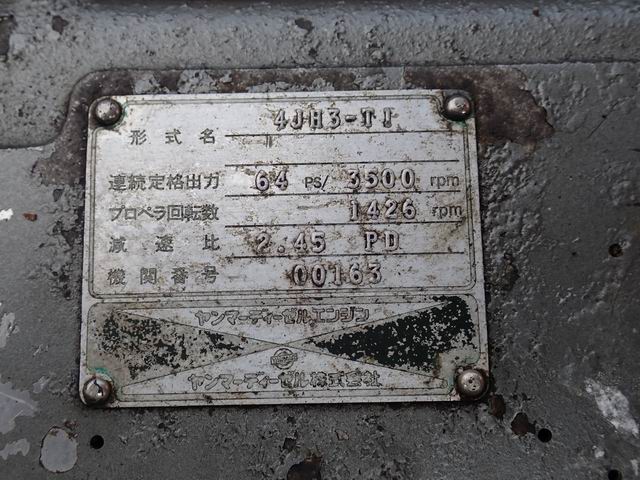 形式名 4JH3-TI
連続定格出力 64 PS/ 3500 rpm
プロペラ回転数 1426 rpm
減速比 2.45 PD
機関番号 00163
ヤンマーディーゼルエンジン
ヤンマーディーゼル株式会社